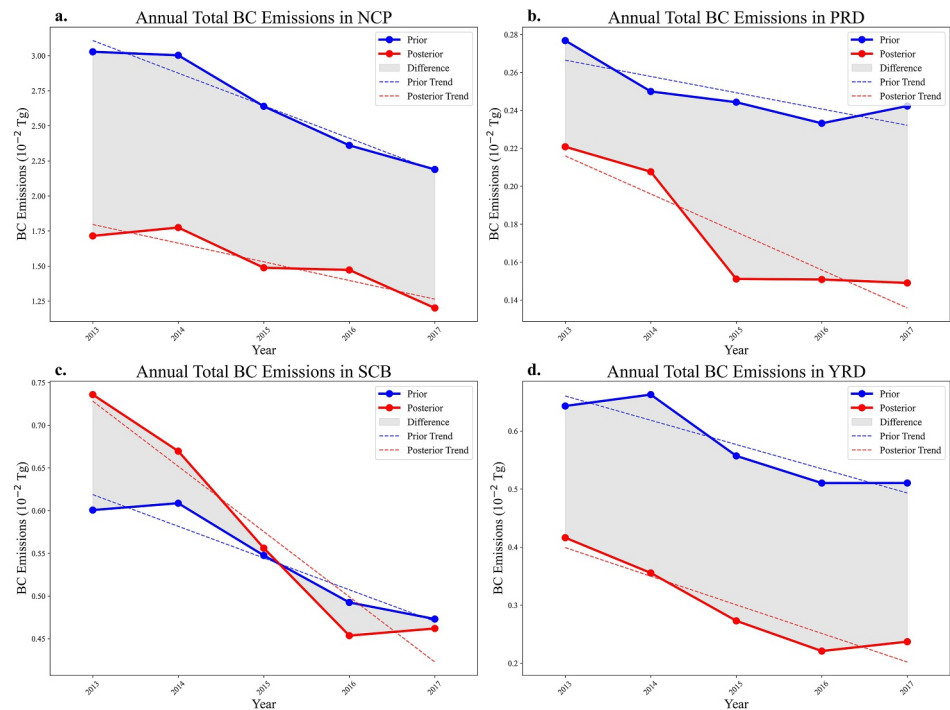 a.
Annual Total BC Emissions in NCP
Prior
Posterior
Difference
Prior Trend
Posterior Trend
BC Emissions (10⁻² Tg)
3.00
2.75
2.50
2.25
2.00
1.75
1.50
1.25
2013
2014
2015
2016
2017
Year
b.
Annual Total BC Emissions in PRD
Prior
Posterior
Difference
Prior Trend
Posterior Trend
BC Emissions (10⁻² Tg)
0.28
0.26
0.24
0.22
0.20
0.18
0.16
0.14
2013
2014
2015
2016
2017
Year
c.
Annual Total BC Emissions in SCB
Prior
Posterior
Difference
Prior Trend
Posterior Trend
BC Emissions (10⁻² Tg)
0.75
0.70
0.65
0.60
0.55
0.50
0.45
2013
2014
2015
2016
2017
Year
d.
Annual Total BC Emissions in YRD
Prior
Posterior
Difference
Prior Trend
Posterior Trend
BC Emissions (10⁻² Tg)
0.6
0.5
0.4
0.3
0.2
2013
2014
2015
2016
2017
Year